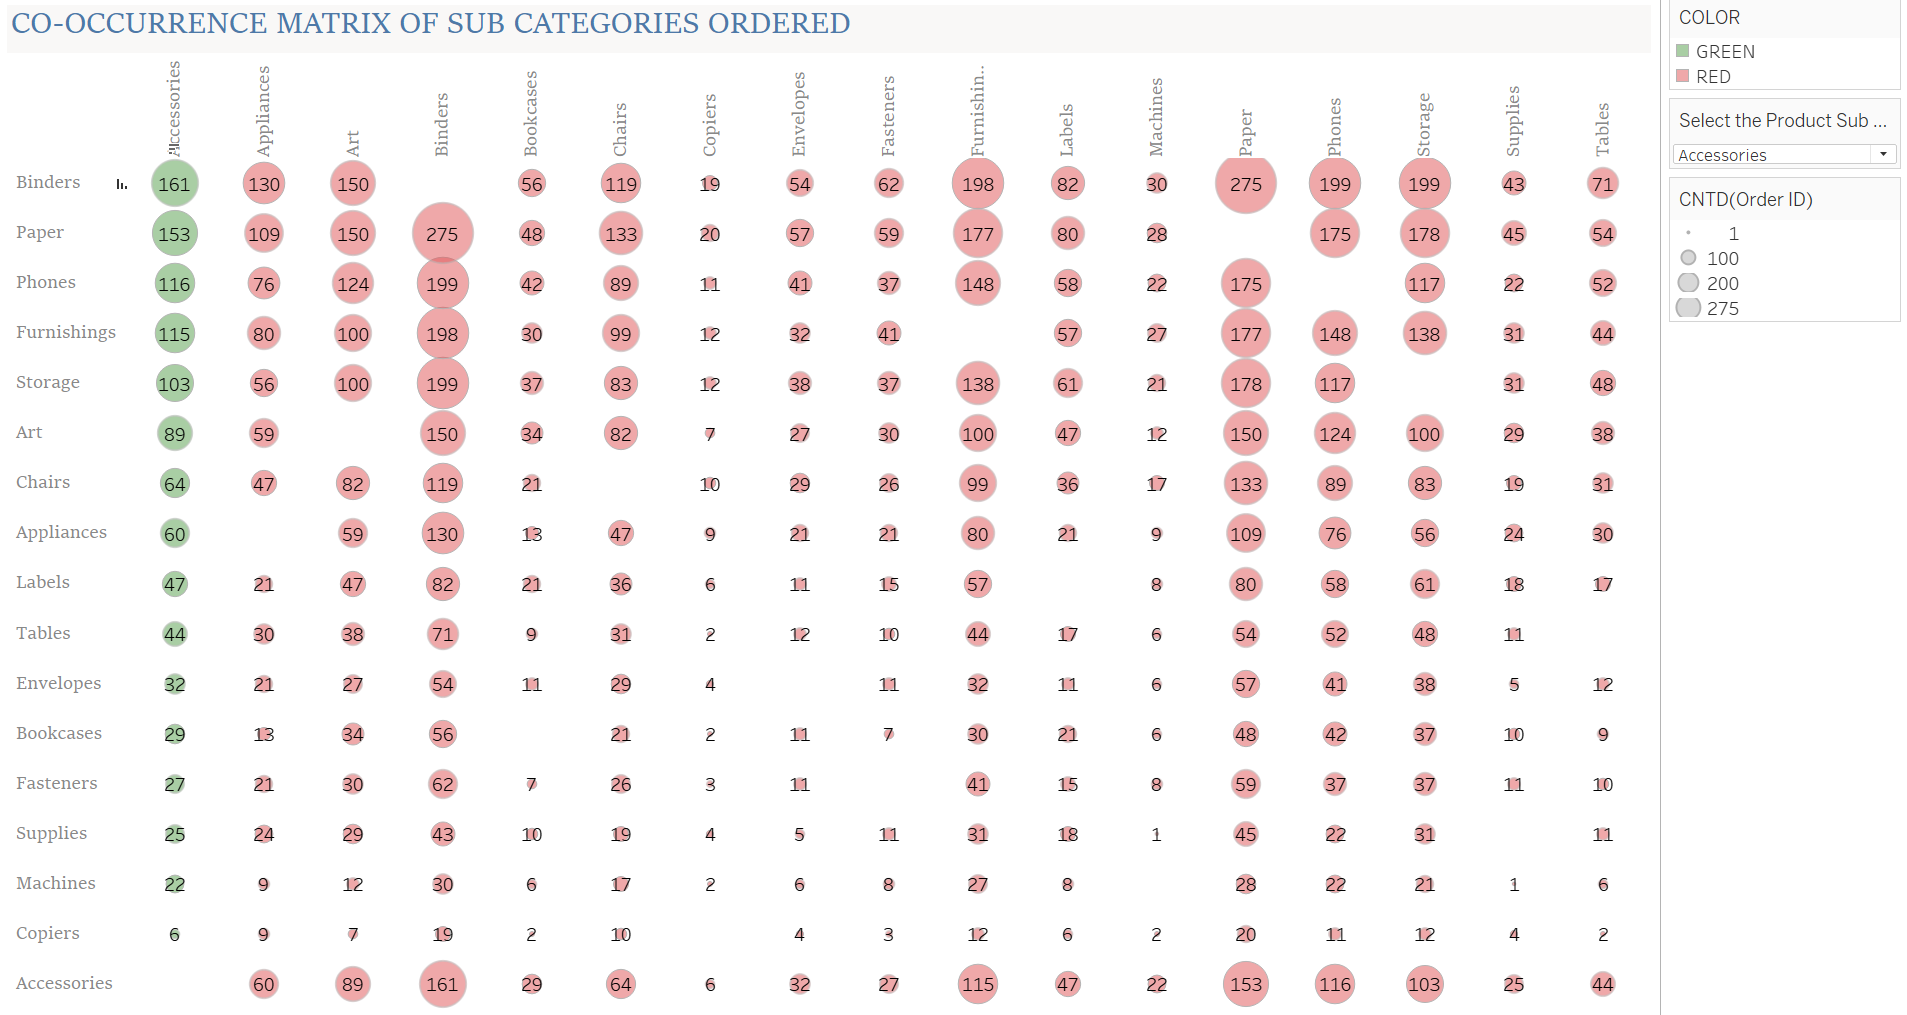 CO-OCCURRENCE MATRIX OF SUB CATEGORIES ORDERED
Accessories Appliances Art Binders Bookcases Chairs Copiers Envelopes Fasteners Furnishin.. Labels Machines Paper Phones Storage Supplies Tables
Binders 161 130 150 56 119 19 54 62 198 82 30 275 199 199 43 71
Paper 153 109 150 275 48 133 20 57 59 177 80 28 175 178 45 54
Phones 116 76 124 199 42 89 11 41 37 148 58 22 175 117 22 52
Furnishings 115 80 100 198 30 99 12 32 41 57 27 177 148 138 31 44
Storage 103 56 100 199 37 83 12 38 37 138 61 21 178 117 31 48
Art 89 59 150 34 82 7 27 30 100 47 12 150 124 100 29 38
Chairs 64 47 82 119 21 10 29 26 99 36 17 133 89 83 19 31
Appliances 60 59 130 13 47 9 21 21 80 21 9 109 76 56 24 30
Labels 47 21 47 82 21 36 6 11 15 57 8 80 58 61 18 17
Tables 44 30 38 71 9 31 2 12 10 44 17 6 54 52 48 11
Envelopes 32 21 27 54 11 29 4 11 32 11 6 57 41 38 5 12
Bookcases 29 13 34 56 21 2 11 7 30 21 6 48 42 37 10 9
Fasteners 27 21 30 62 7 26 3 11 41 15 8 59 37 37 11 10
Supplies 25 24 29 43 10 19 4 5 11 31 18 1 45 22 31 11
Machines 22 9 12 30 6 17 2 6 8 27 8 28 22 21 1 6
Copiers 6 9 7 19 2 10 4 3 12 6 2 20 11 12 4 2
Accessories 60 89 161 29 64 6 32 27 115 47 22 153 116 103 25 44
COLOR
GREEN
RED
Select the Product Sub ...
Accessories
CNTD(Order ID)
1
100
200
275